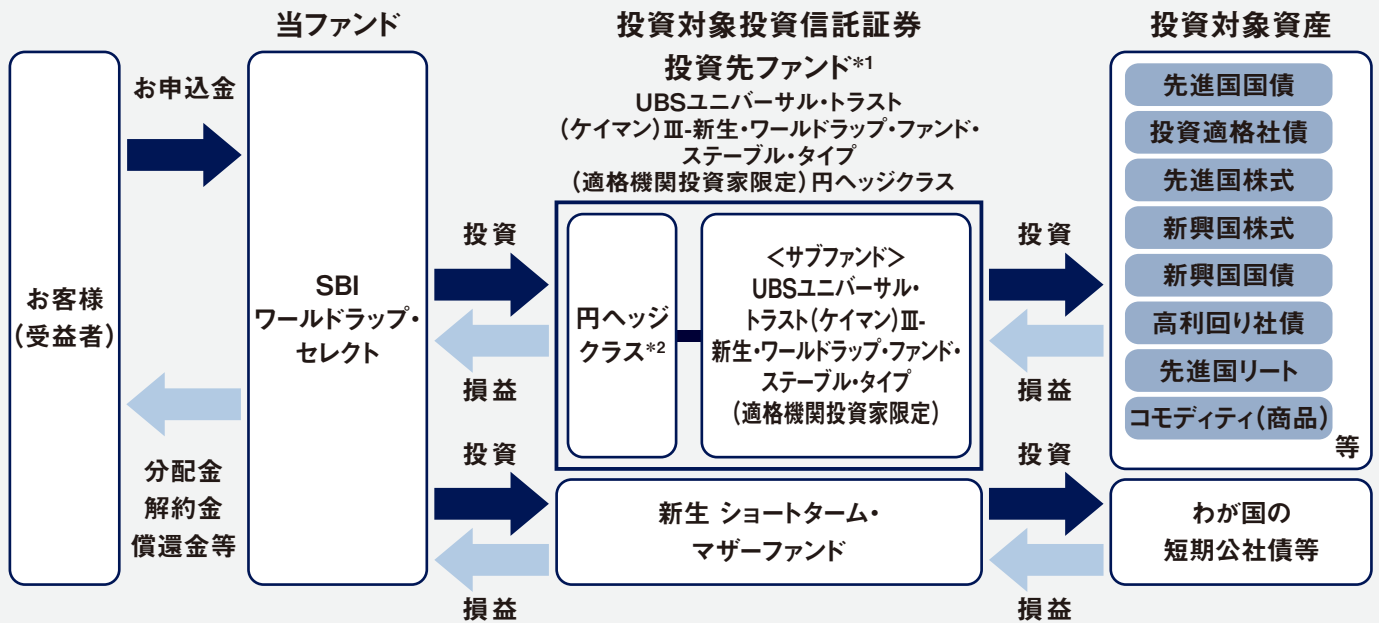 当ファンド
投資対象投資信託証券
投資対象資産
お客様
(受益者)
お申込金
分配金
解約金
償還金等
SBI
ワールドラップ・
セレクト
投資
損益
投資
損益
投資先ファンド*1
UBSユニバーサル・トラスト
(ケイマン)Ⅲ-新生・ワールドラップ・ファンド・
ステーブル・タイプ
(適格機関投資家限定)円ヘッジクラス
円ヘッジ
クラス*2
<サブファンド>
UBSユニバーサル・
トラスト(ケイマン)Ⅲ-
新生・ワールドラップ・ファンド・
ステーブル・タイプ
(適格機関投資家限定)
新生 ショートターム・
マザーファンド
投資
損益
投資
損益
先進国国債
投資適格社債
先進国株式
新興国株式
新興国国債
高利回り社債
先進国リート
コモディティ(商品)
等
わが国の
短期公社債等